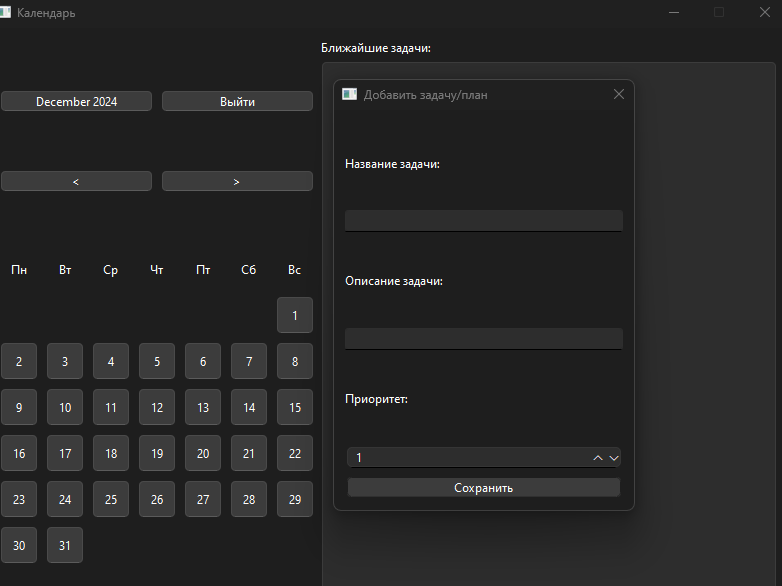 Календарь
Ближайшие задачи:
December 2024 Выйти
< >
Пн Вт Ср Чт Пт Сб Вс
1
2 3 4 5 6 7 8
9 10 11 12 13 14 15
16 17 18 19 20 21 22
23 24 25 26 27 28 29
30 31
Добавить задачу/план
Название задачи:
Описание задачи:
Приоритет:
1
Сохранить